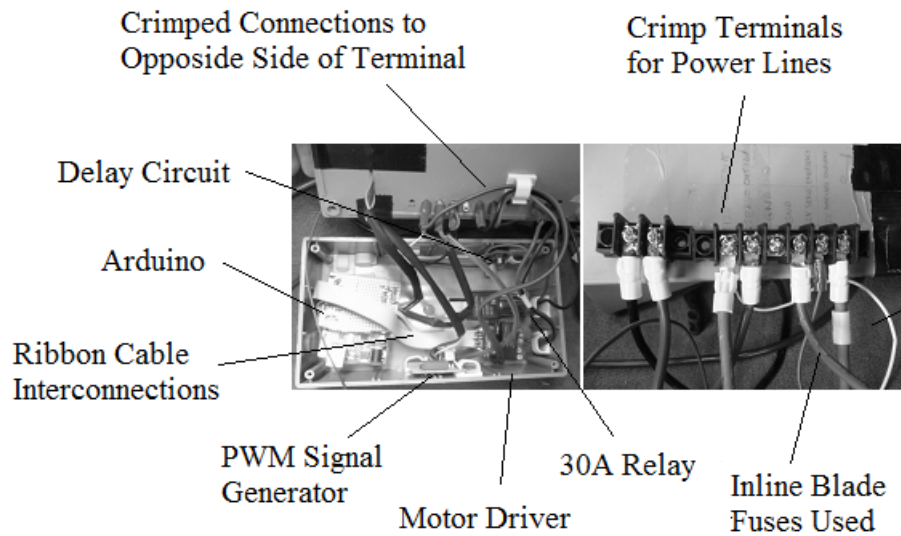 Crimped Connections to
Opposide Side of Terminal
Crimp Terminals
for Power Lines
Delay Circuit
Arduino
Ribbon Cable
Interconnections
PWM Signal
Generator
Motor Driver
30A Relay
Inline Blade
Fuses Used